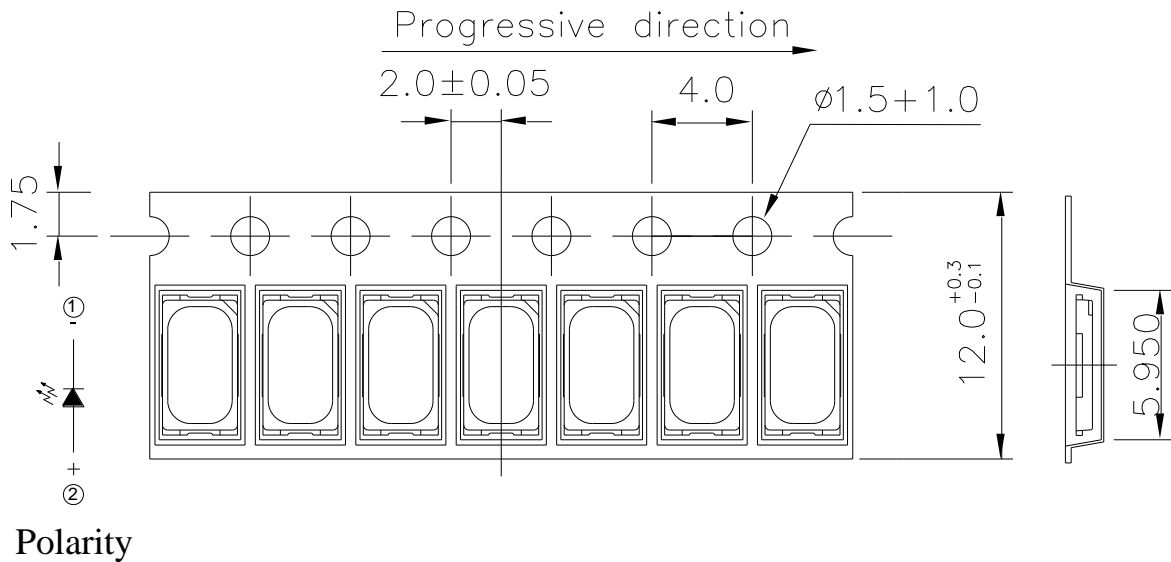 Progressive direction
2.0±0.05
4.0
ø1.5+1.0
1.75
12.0 +0.3 -0.1
5.950
①
-
+
②
Polarity